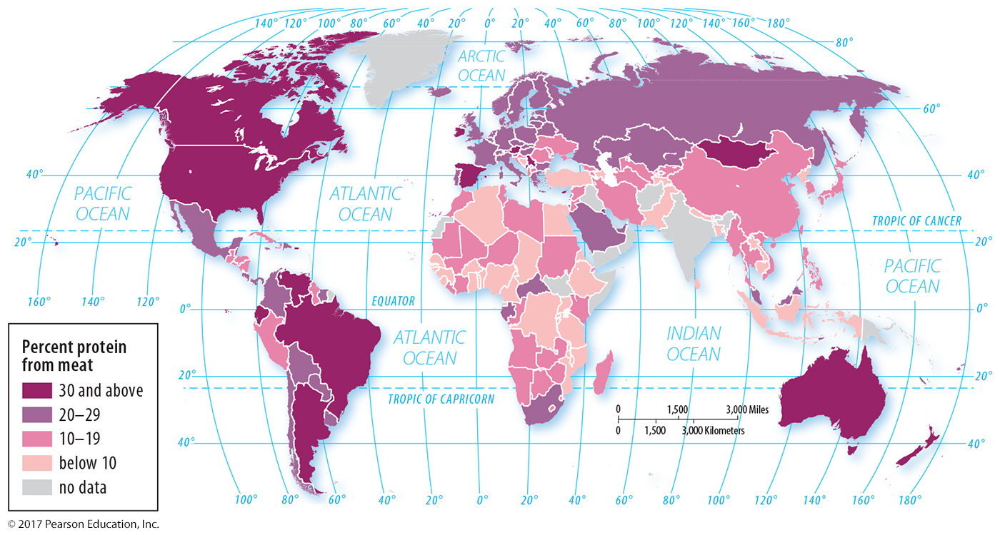 140° 120° 100° 80° 60° 40° 20° 0° 20° 40° 60° 80° 100° 120° 140° 160° 180°
80°
ARCTIC
OCEAN
60°
40°
40°
PACIFIC
OCEAN
ATLANTIC
OCEAN
TROPIC OF CANCER
20°
20°
PACIFIC
OCEAN
160° 140° 120°
EQUATOR
0°
0°
ATLANTIC
OCEAN
INDIAN
OCEAN
20°
20°
TROPIC OF CAPRICORN
0 1,500 3,000 Miles
0 1,500 3,000 Kilometers
40°
40°
100° 80° 60° 40° 20° 0° 20° 40° 60° 80° 100° 120° 140° 160° 180°
Percent protein
from meat
30 and above
20–29
10–19
below 10
no data
© 2017 Pearson Education, Inc.